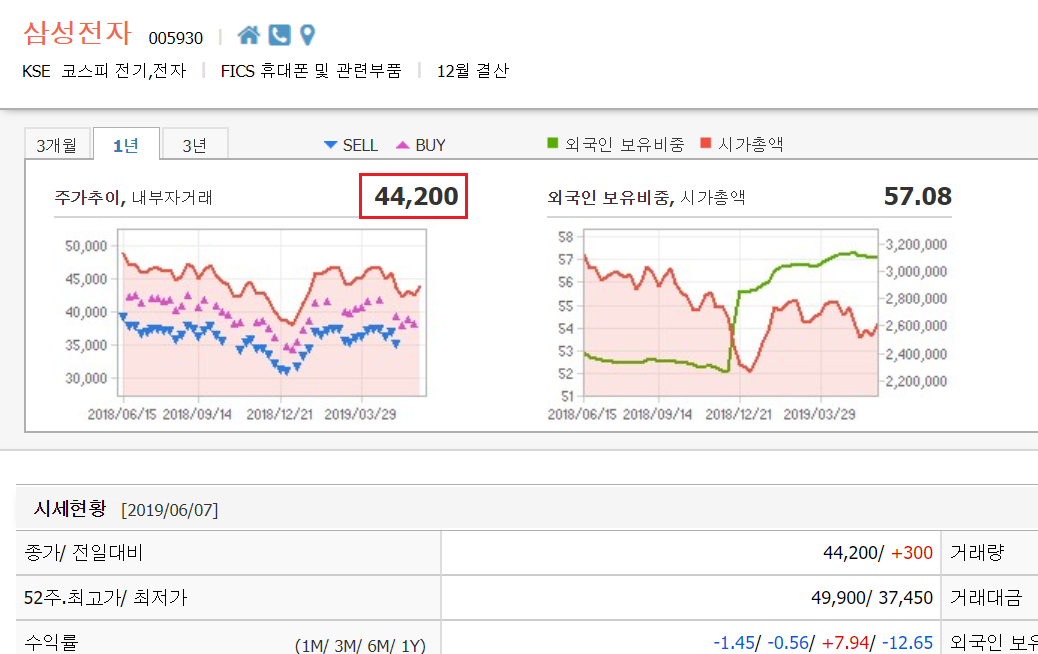 삼성전자 005930
KSE 코스피 전기,전자 FICS 휴대폰 및 관련부품 12월 결산
3개월 1년 3년 SELL BUY 외국인 보유비중 시가총액
주가추이, 내부자거래 44,200
50,000
45,000
40,000
35,000
30,000
2018/06/15 2018/09/14 2018/12/21 2019/03/29
외국인 보유비중, 시가총액 57.08
58
57
56
55
54
53
52
51
3,200,000
3,000,000
2,800,000
2,600,000
2,400,000
2,200,000
2018/06/15 2018/09/14 2018/12/21 2019/03/29
시세현황 [2019/06/07]
종가/ 전일대비 44,200/ +300 거래량
52주.최고가/ 최저가 49,900/ 37,450 거래대금
수익률 (1M/ 3M/ 6M/ 1Y) -1.45/ -0.56/ +7.94/ -12.65 외국인 보유